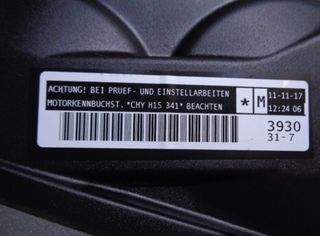 ACHTUNG! BEI PRUEF- UND EINSTELLARBEITEN
MOTORKENNBUCHST. *CHY H15 341* BEACHTEN
* M
11-11-17
12:24 06
3930
31-7